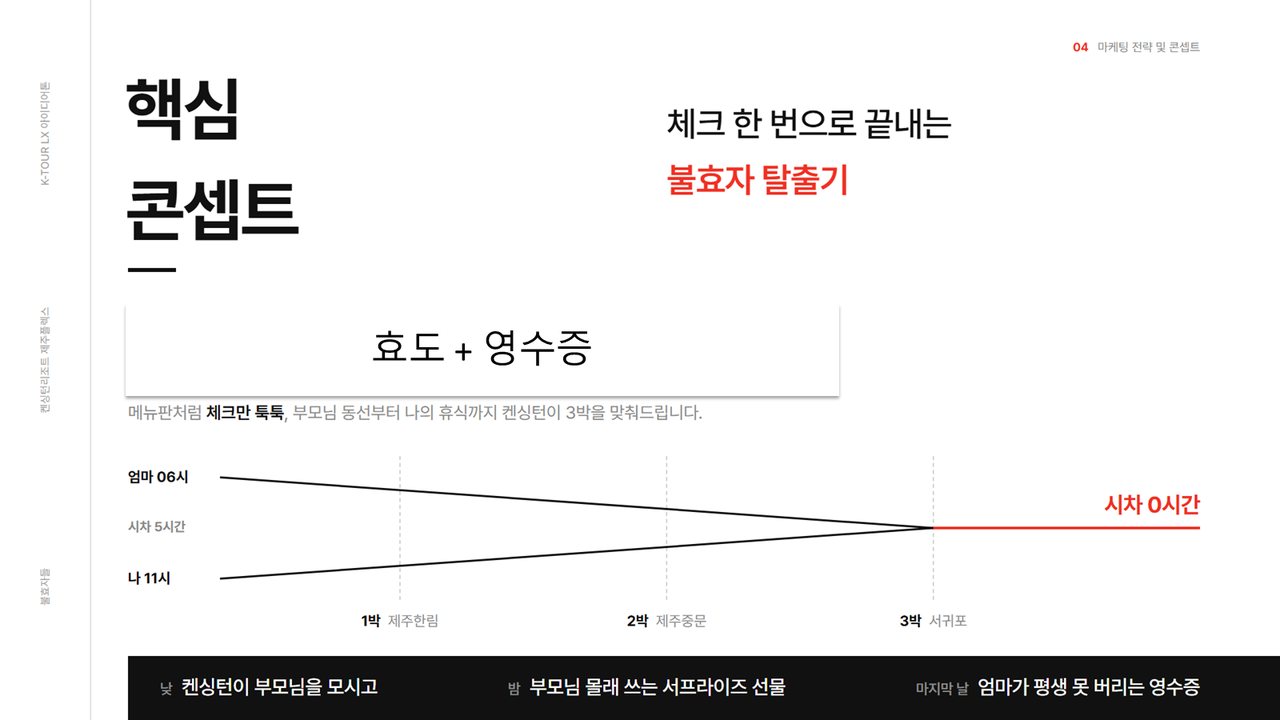 04 마케팅 전략 및 콘셉트
핵심
콘셉트
체크 한 번으로 끝내는
불효자 탈출기
효도 + 영수증
메뉴판처럼 체크만 툭툭, 부모님 동선부터 나의 휴식까지 켄싱턴이 3박을 맞춰드립니다.
엄마 06시
시차 5시간
나 11시
시차 0시간
1박 제주한림
2박 제주중문
3박 서귀포
낮 켄싱턴이 부모님을 모시고
밤 부모님 몰래 쓰는 서프라이즈 선물
마지막 날 엄마가 평생 못 버리는 영수증
K-TOUR LX 아이디어톤
켄싱턴리조트 제주플렉스
불효자들